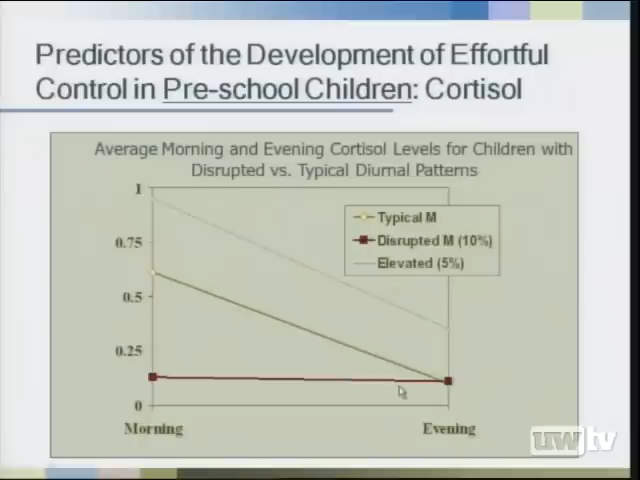 Predictors of the Development of Effortful
Control in Pre-school Children: Cortisol
Average Morning and Evening Cortisol Levels for Children with
Disrupted vs. Typical Diurnal Patterns
1
0.75
0.5
0.25
0
Typical M
Disrupted M (10%)
Elevated (5%)
Morning
Evening
uwtv